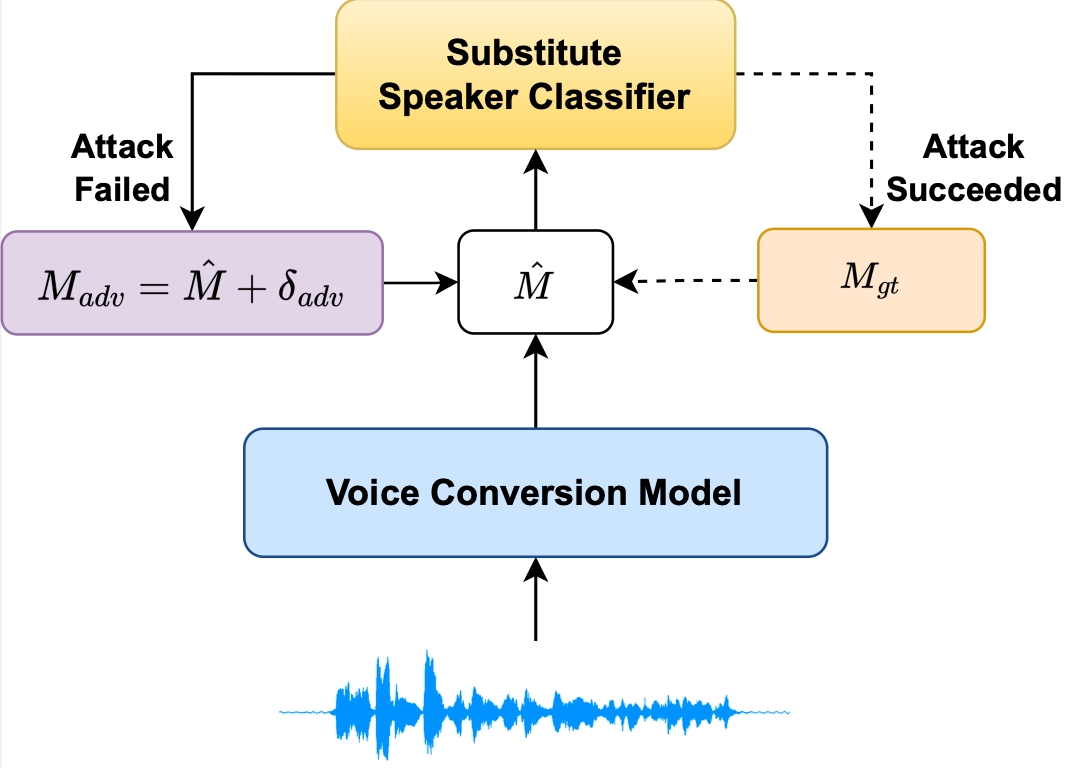 Substitute
Speaker Classifier
Attack
Failed
Attack
Succeeded
$M_{adv} = \hat{M} + \delta_{adv}$
$\hat{M}$
$M_{gt}$
Voice Conversion Model